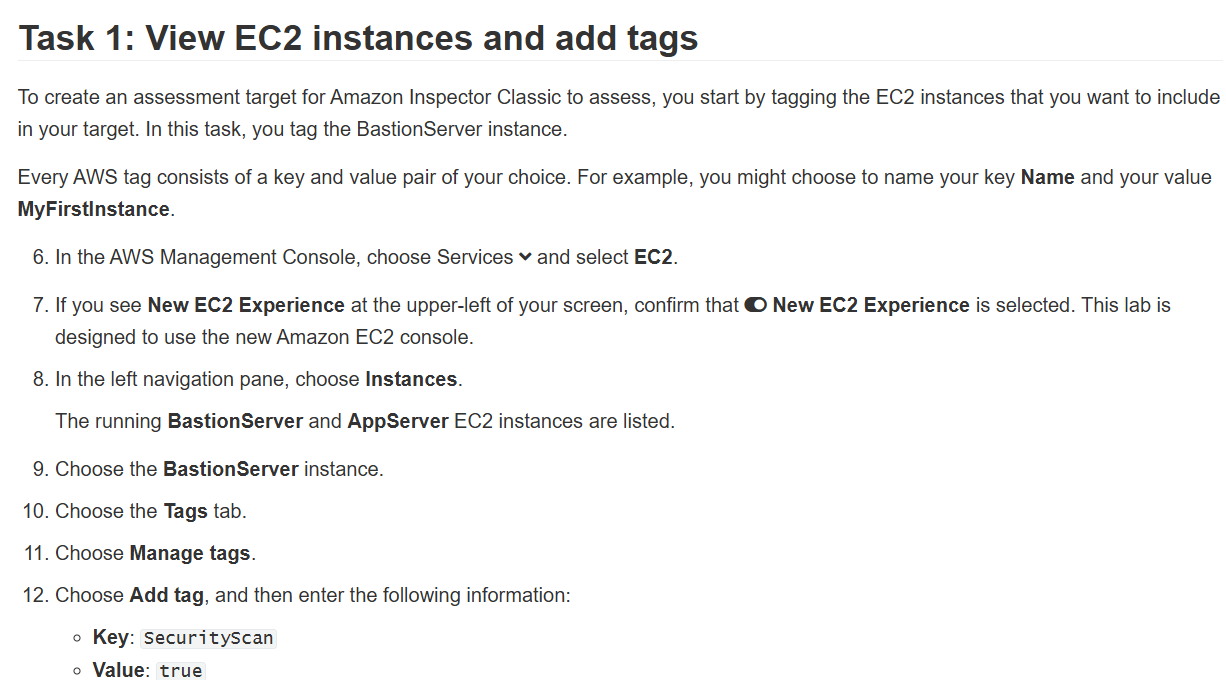 Task 1: View EC2 instances and add tags
To create an assessment target for Amazon Inspector Classic to assess, you start by tagging the EC2 instances that you want to include
in your target. In this task, you tag the BastionServer instance.
Every AWS tag consists of a key and value pair of your choice. For example, you might choose to name your key Name and your value
MyFirstInstance.
6. In the AWS Management Console, choose Services and select EC2.
7. If you see New EC2 Experience at the upper-left of your screen, confirm that New EC2 Experience is selected. This lab is
designed to use the new Amazon EC2 console.
8. In the left navigation pane, choose Instances.
The running BastionServer and AppServer EC2 instances are listed.
9. Choose the BastionServer instance.
10. Choose the Tags tab.
11. Choose Manage tags.
12. Choose Add tag, and then enter the following information:
◦ Key: SecurityScan
◦ Value: true